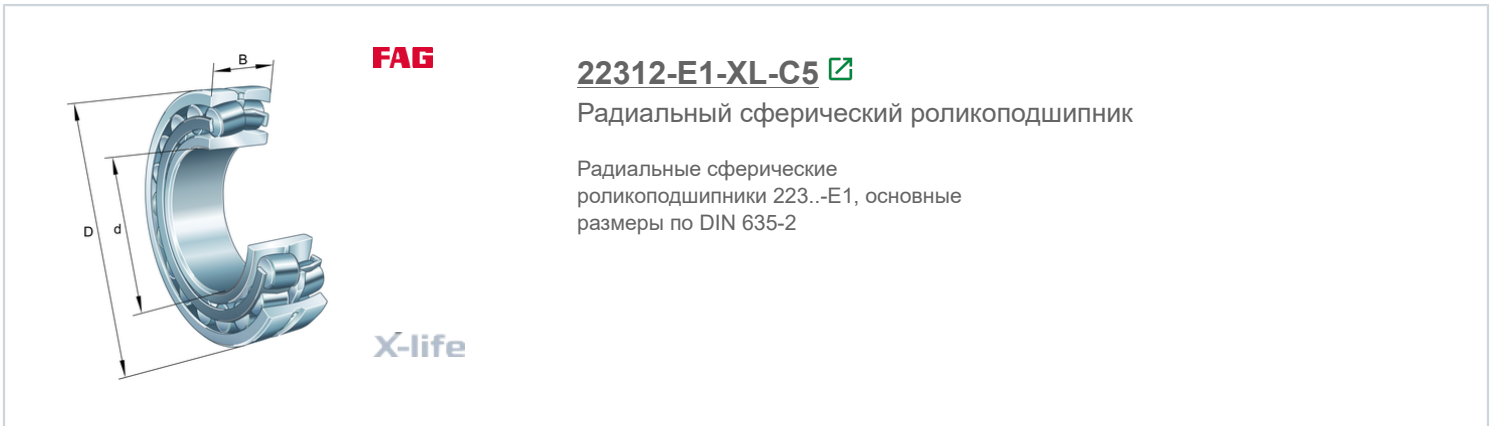 B
FAG
22312-E1-XL-C5
Радиальный сферический роликоподшипник
Радиальные сферические
роликоподшипники 223..-E1, основные
размеры по DIN 635-2
D
d
X-life